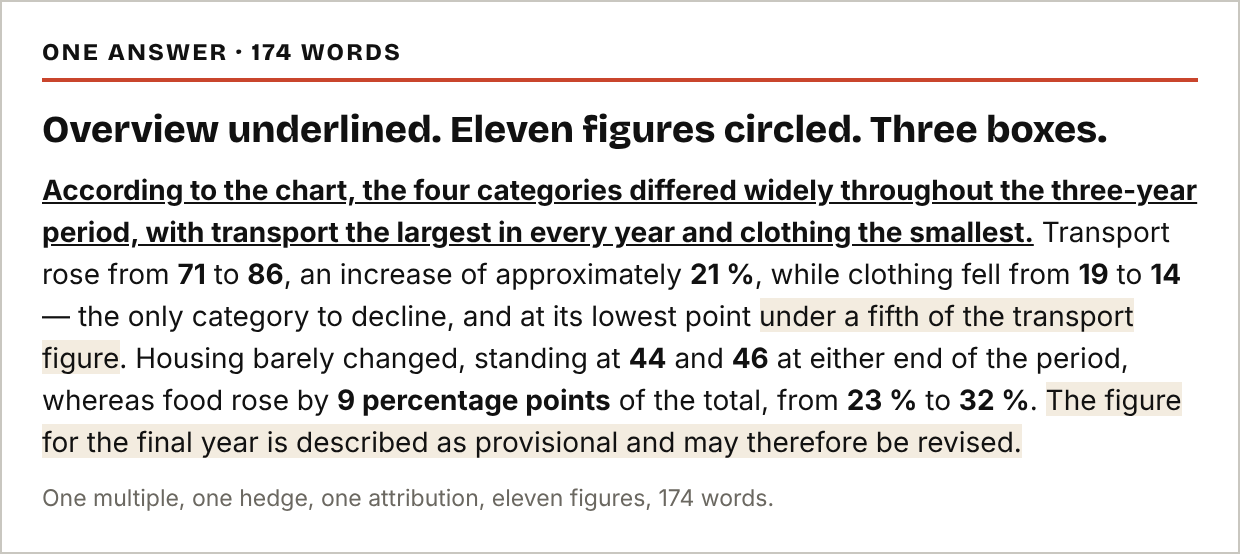 ONE ANSWER · 174 WORDS
Overview underlined. Eleven figures circled. Three boxes.
According to the chart, the four categories differed widely throughout the three-year
period, with transport the largest in every year and clothing the smallest. Transport
rose from 71 to 86, an increase of approximately 21 %, while clothing fell from 19 to 14
— the only category to decline, and at its lowest point under a fifth of the transport
figure. Housing barely changed, standing at 44 and 46 at either end of the period,
whereas food rose by 9 percentage points of the total, from 23 % to 32 %. The figure
for the final year is described as provisional and may therefore be revised.
One multiple, one hedge, one attribution, eleven figures, 174 words.